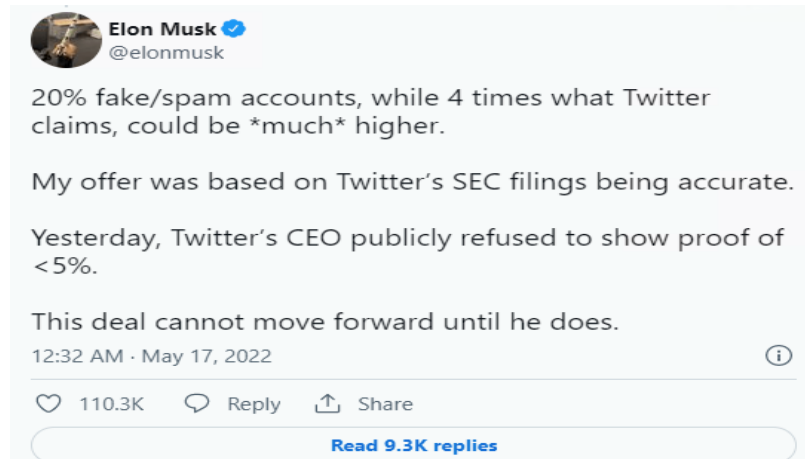 Elon Musk
@elonmusk
20% fake/spam accounts, while 4 times what Twitter
claims, could be *much* higher.
My offer was based on Twitter’s SEC filings being accurate.
Yesterday, Twitter’s CEO publicly refused to show proof of
<5%.
This deal cannot move forward until he does.
12:32 AM · May 17, 2022
110.3K Reply Share
Read 9.3K replies